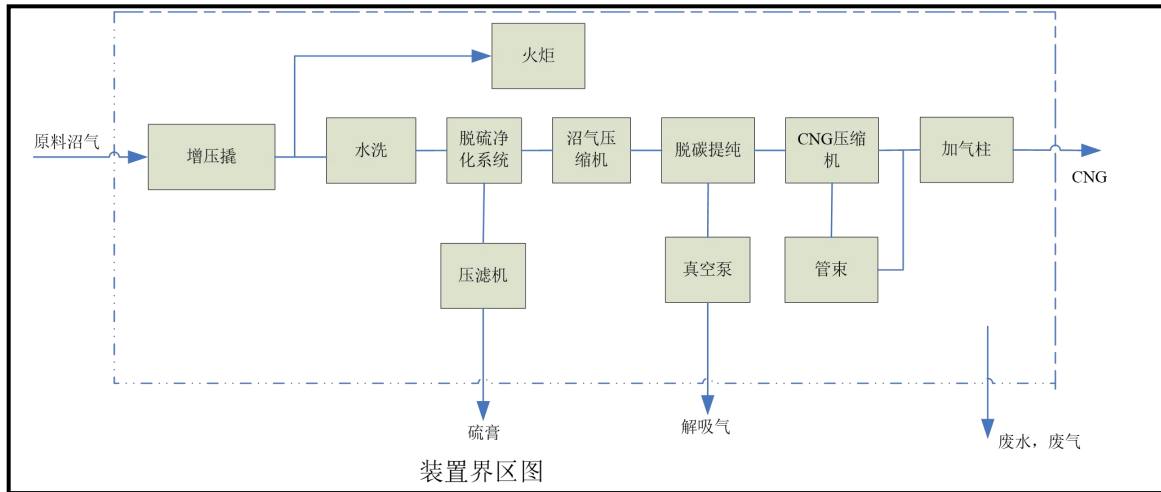 火炬
原料沼气
增压撬
水洗
脱硫净
化系统
沼气压
缩机
脱碳提纯
CNG压缩
机
加气柱
CNG
压滤机
真空泵
管束
硫膏
解吸气
废水，废气
装置界区图